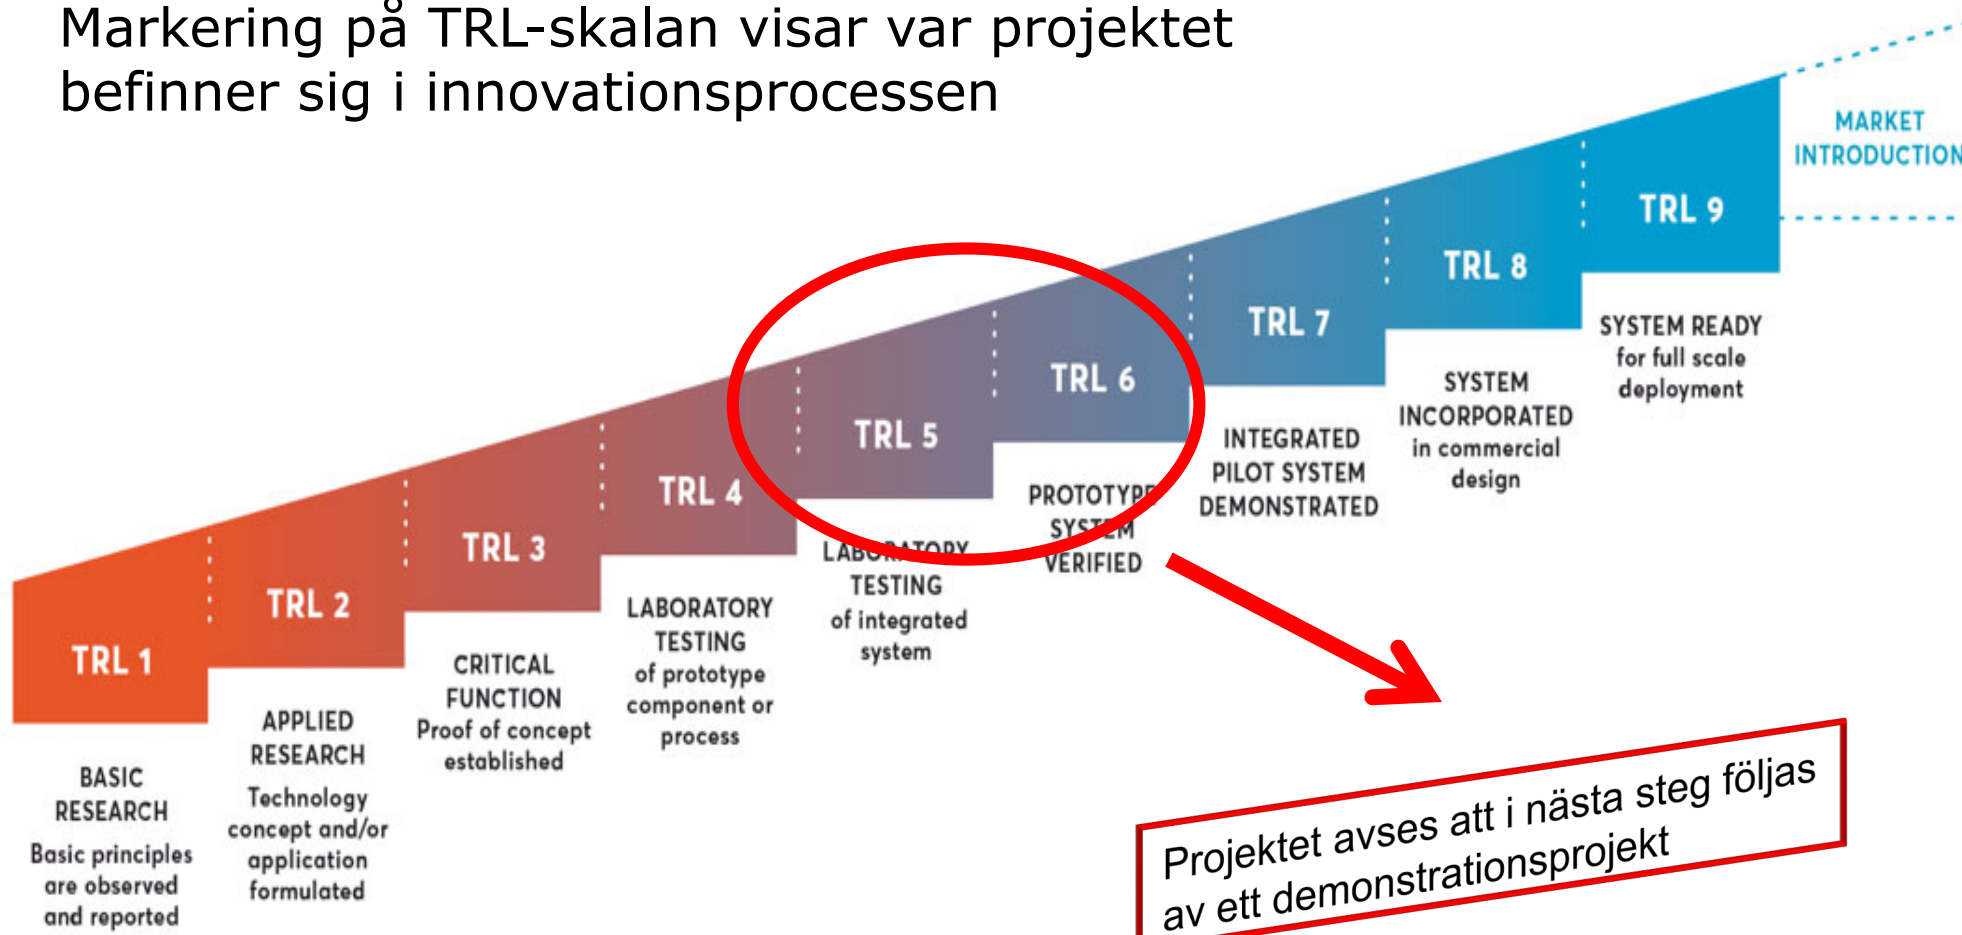 Markering på TRL-skalan visar var projektet
befinner sig i innovationsprocessen
TRL 1
BASIC
RESEARCH
Basic principles
are observed
and reported
TRL 2
APPLIED
RESEARCH
Technology
concept and/or
application
formulated
TRL 3
CRITICAL
FUNCTION
Proof of concept
established
TRL 4
LABORATORY
TESTING
of prototype
component or
process
TRL 5
LABORATORY
TESTING
of integrated
system
TRL 6
PROTOTYPE
SYSTEM
VERIFIED
TRL 7
INTEGRATED
PILOT SYSTEM
DEMONSTRATED
TRL 8
SYSTEM
INCORPORATED
in commercial
design
TRL 9
SYSTEM READY
for full scale
deployment
MARKET
INTRODUCTION
Projektet avses att i nästa steg följas
av ett demonstrationsprojekt